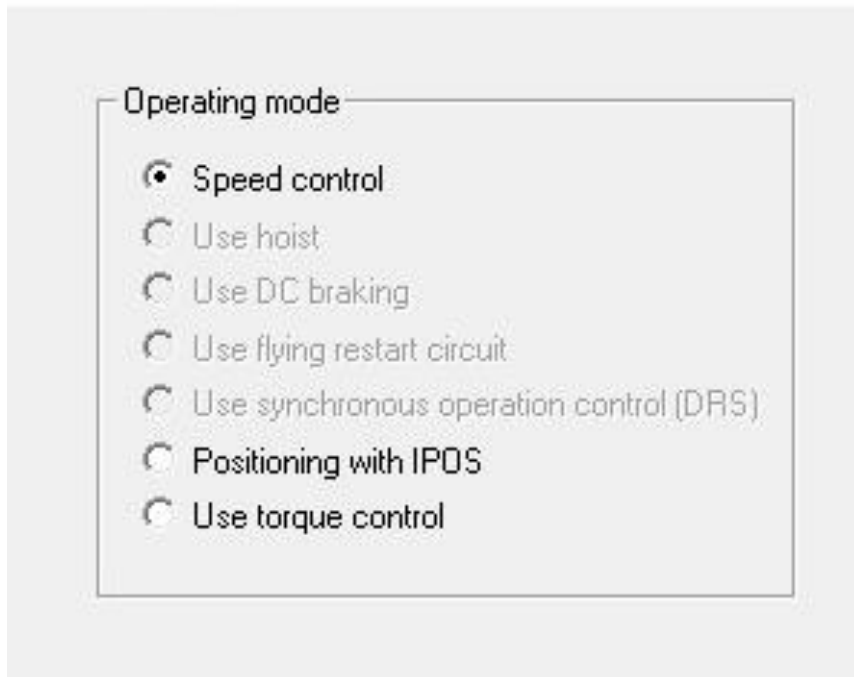 Operating mode
Speed control
Use hoist
Use DC braking
Use flying restart circuit
Use synchronous operation control (DRS)
Positioning with IPOS
Use torque control